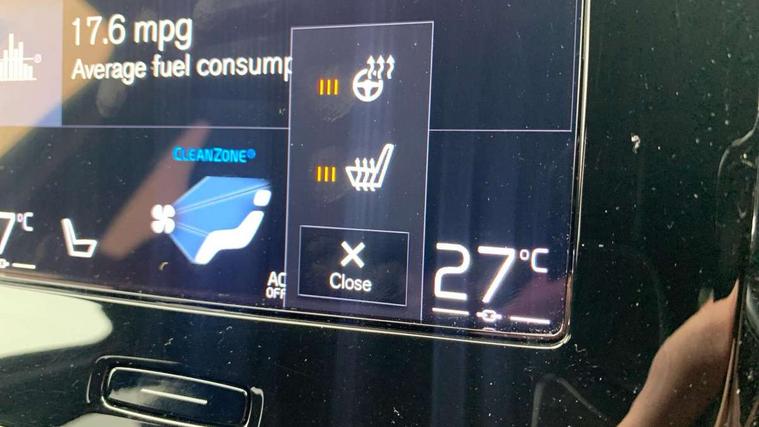 17.6 mpg
Average fuel consump
CLEANZONE®
7°C
AC
OFF
Close
27°C